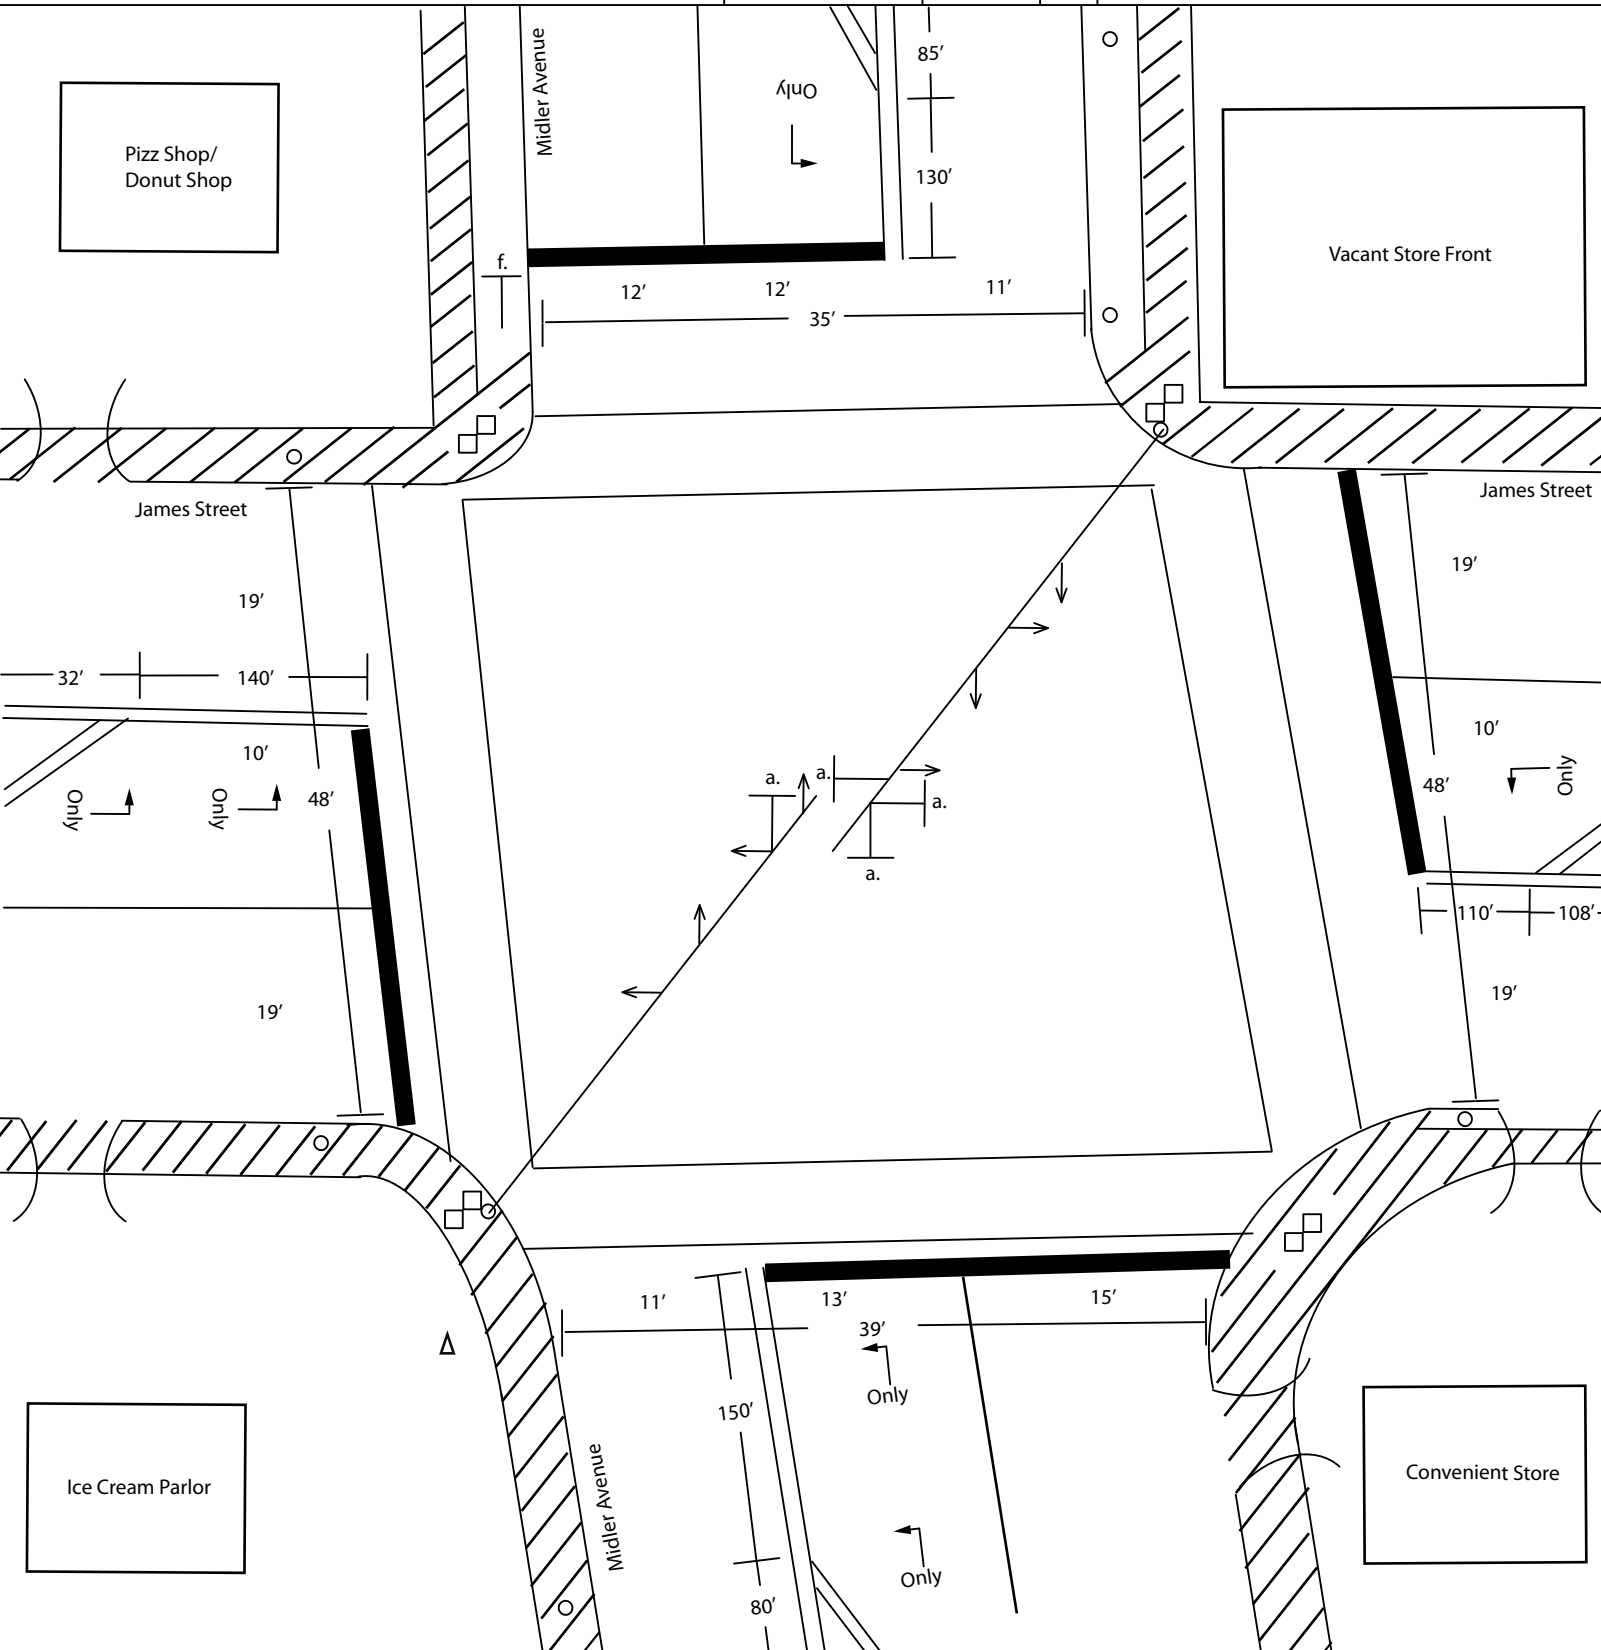 Midler Avenue
85’
Only
Pizz Shop/
Donut Shop
130’
Vacant Store Front
f.
12’
12’
11’
35’
James Street
James Street
19’
19’
32’
140’
10’
10’
Only
Only
48’
a.
a.
a.
a.
48’
Only
110’
108’
19’
19’
11’
13’
15’
39’
Only
150’
Ice Cream Parlor
Midler Avenue
Convenient Store
Only
80’